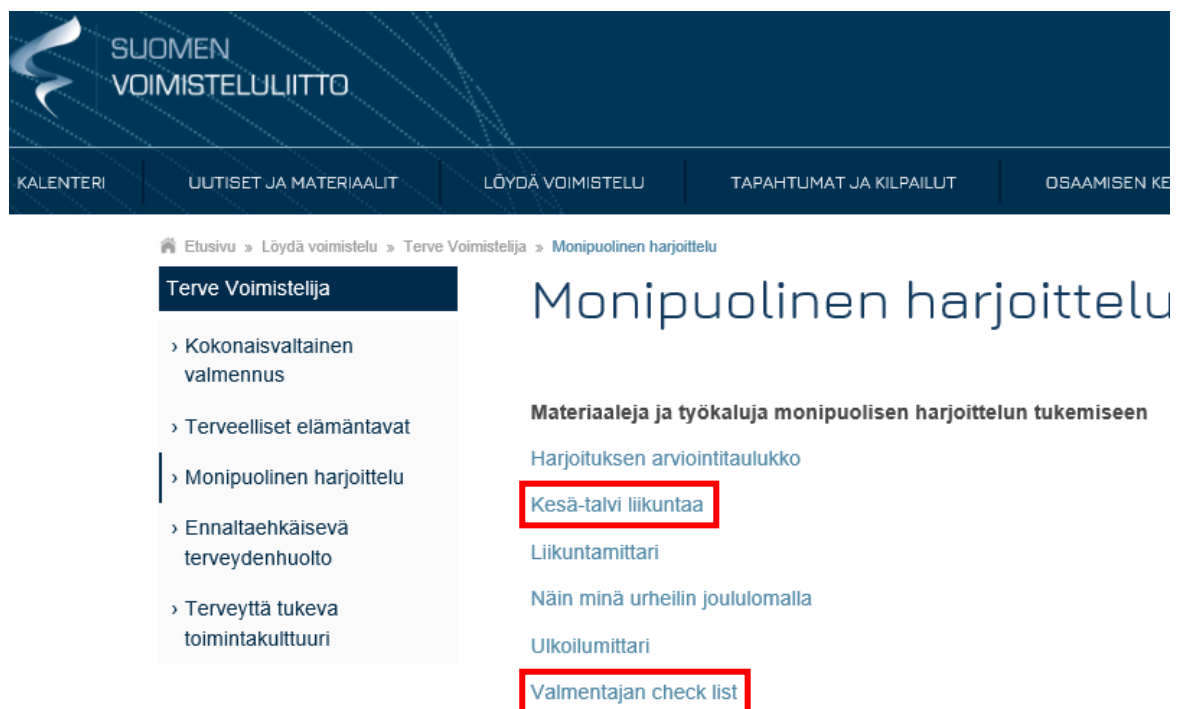 SUOMEN
VOIMISTELULIITTO
KALENTERI
UUTISET JA MATERIAALIT
LÖYDÄ VOIMISTELU
TAPAHTUMAT JA KILPAILUT
OSAAMISEN KE
Etusivu » Löydä voimistelu » Terve Voimistelija » Monipuolinen harjoittelu
Terve Voimistelija
› Kokonaisvaltainen
valmennus
› Terveelliset elämäntavat
› Monipuolinen harjoittelu
› Ennaltaehkäisevä
terveydenhuolto
› Terveyttä tukeva
toimintakulttuuri
Monipuolinen harjoittelu
Materiaaleja ja työkaluja monipuolisen harjoittelun tukemiseen
Harjoituksen arviointitaulukko
Kesä-talvi liikuntaa
Liikuntamittari
Näin minä urheilin joululomalla
Ulkoilumittari
Valmentajan check list